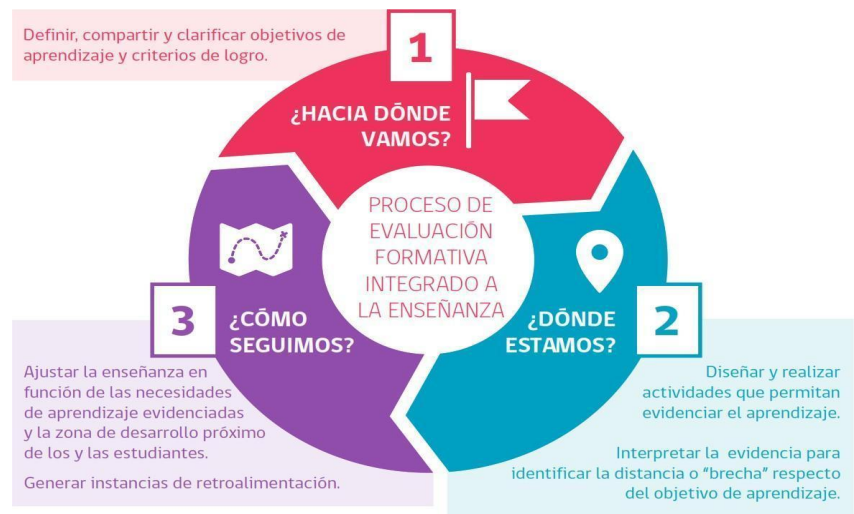 Definir, compartir y clarificar objetivos de
aprendizaje y criterios de logro.
1
¿HACIA DÓNDE
VAMOS?
PROCESO DE
EVALUACIÓN
FORMATIVA
INTEGRADO A
LA ENSEÑANZA
2
¿DÓNDE
ESTAMOS?
Diseñar y realizar
actividades que permitan
evidenciar el aprendizaje.
Interpretar la evidencia para
identificar la distancia o “brecha” respecto
del objetivo de aprendizaje.
3
¿CÓMO
SEGUIMOS?
Ajustar la enseñanza en
función de las necesidades
de aprendizaje evidenciadas
y la zona de desarrollo próximo
de los y las estudiantes.
Generar instancias de retroalimentación.